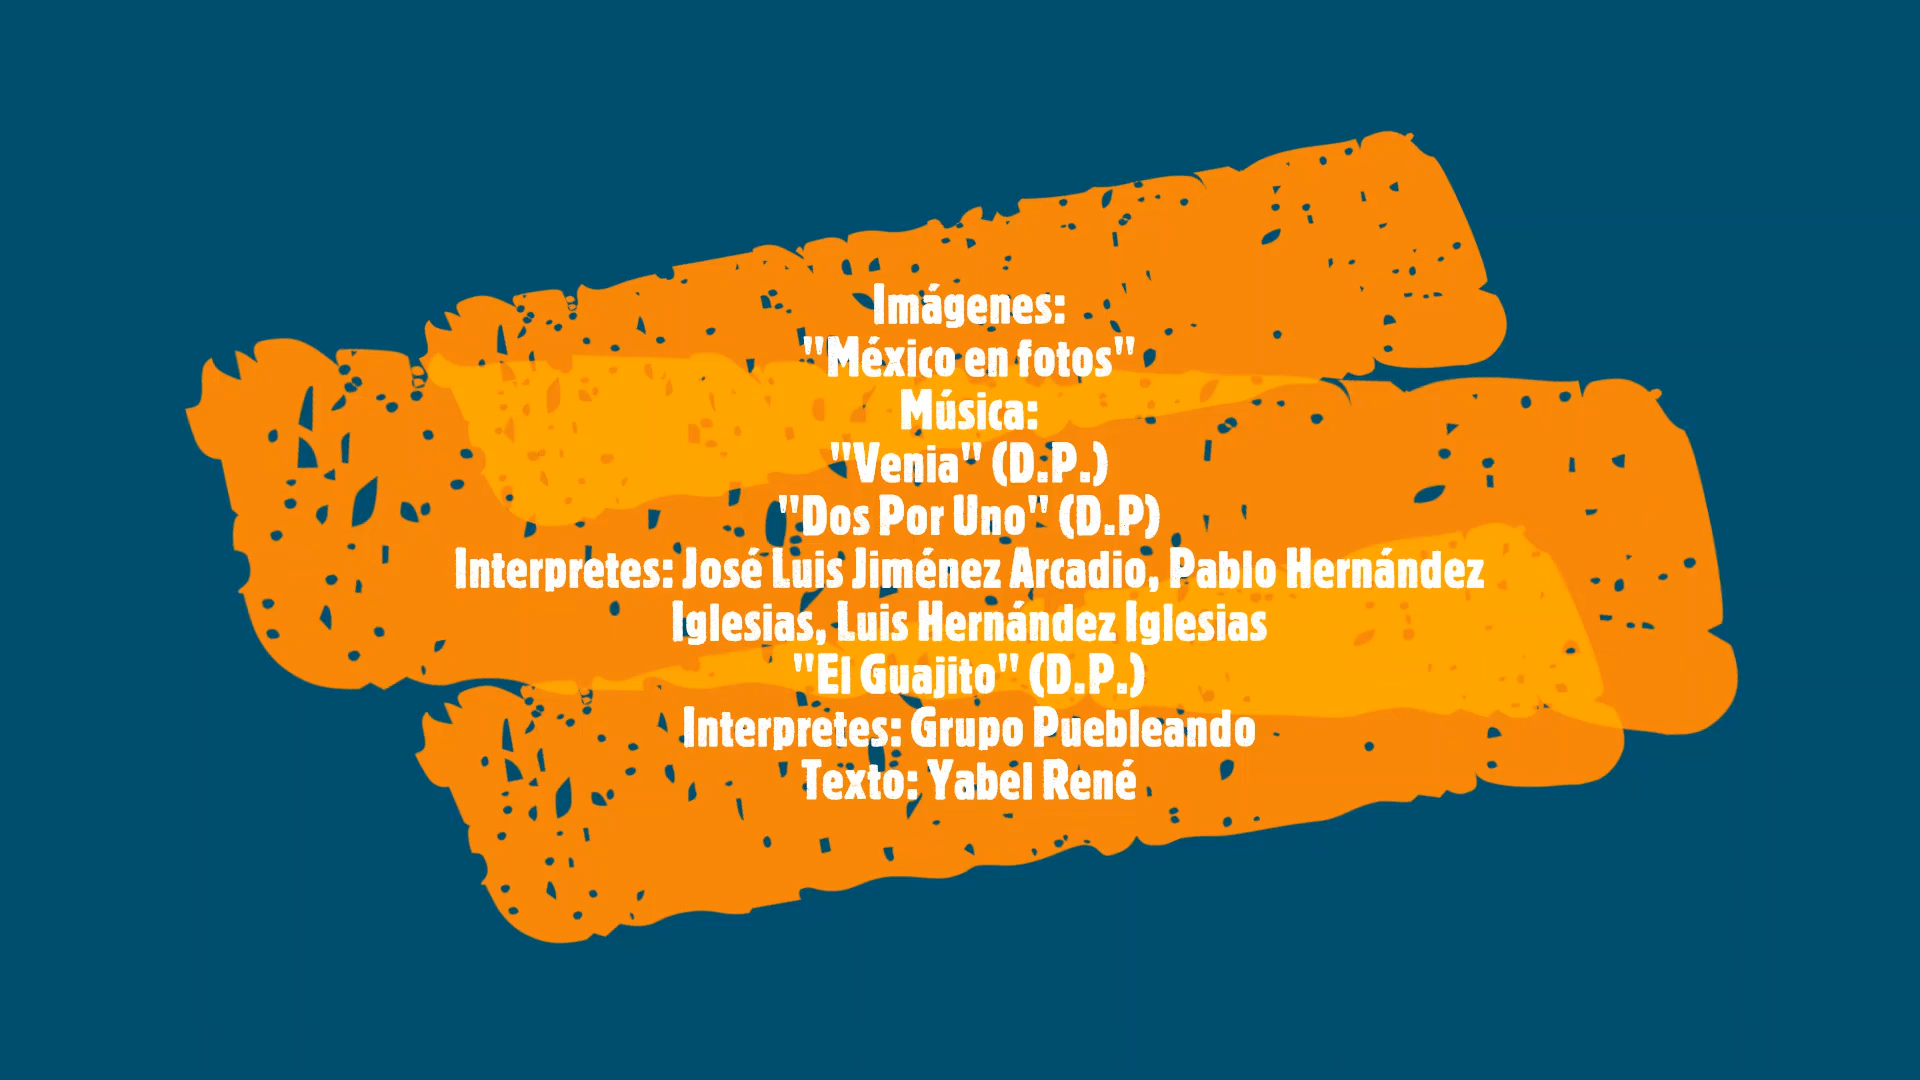 Imágenes:
"México en fotos"
Música:
"Venia" (D.P.)
"Dos Por Uno" (D.P)
Interpretes: José Luis Jiménez Arcadio, Pablo Hernández
Iglesias, Luis Hernández Iglesias
"El Guajito" (D.P.)
Interpretes: Grupo Puebleando
Texto: Yabel René